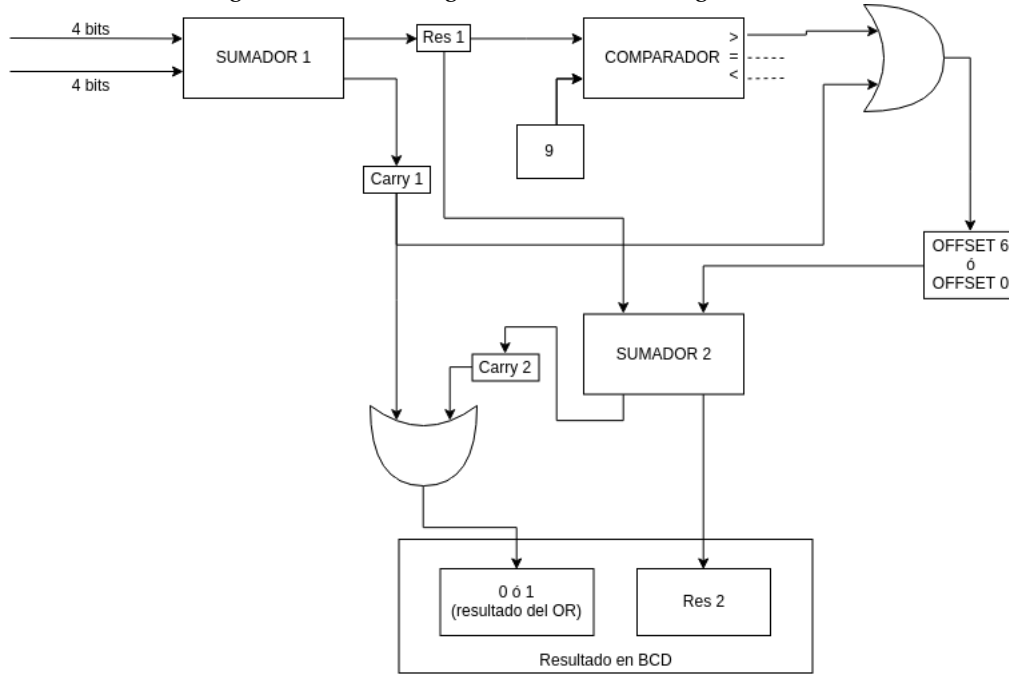 4 bits
4 bits
SUMADOR 1
Res 1
COMPARADOR
>
=
<
9
Carry 1
OFFSET 6
ó
OFFSET 0
SUMADOR 2
Carry 2
0 ó 1
(resultado del OR)
Res 2
Resultado en BCD